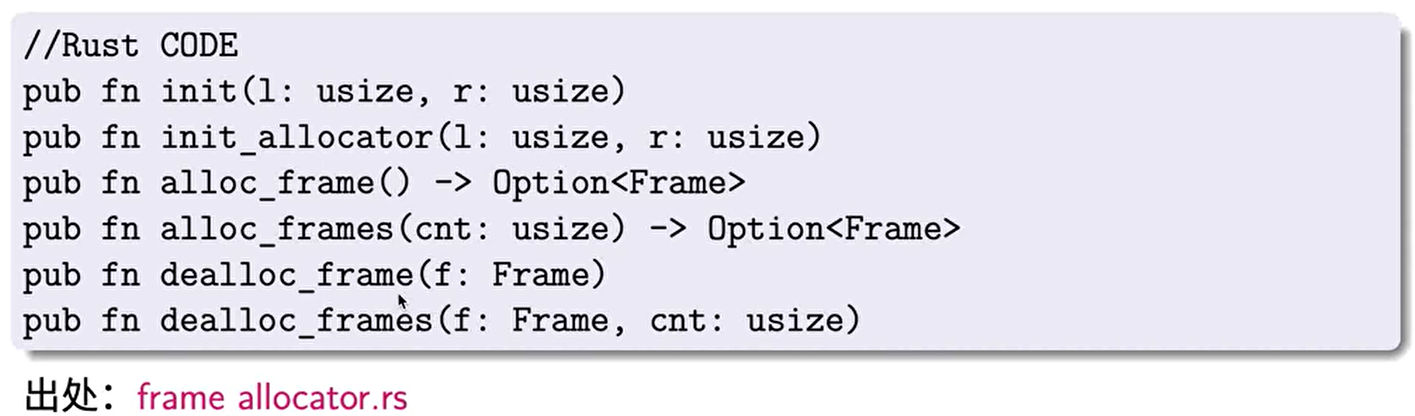 //Rust CODE
pub fn init(l: usize, r: usize)
pub fn init_allocator(l: usize, r: usize)
pub fn alloc_frame() -> Option<Frame>
pub fn alloc_frames(cnt: usize) -> Option<Frame>
pub fn dealloc_frame(f: Frame)
pub fn dealloc_frames(f: Frame, cnt: usize)
出处：frame allocator.rs